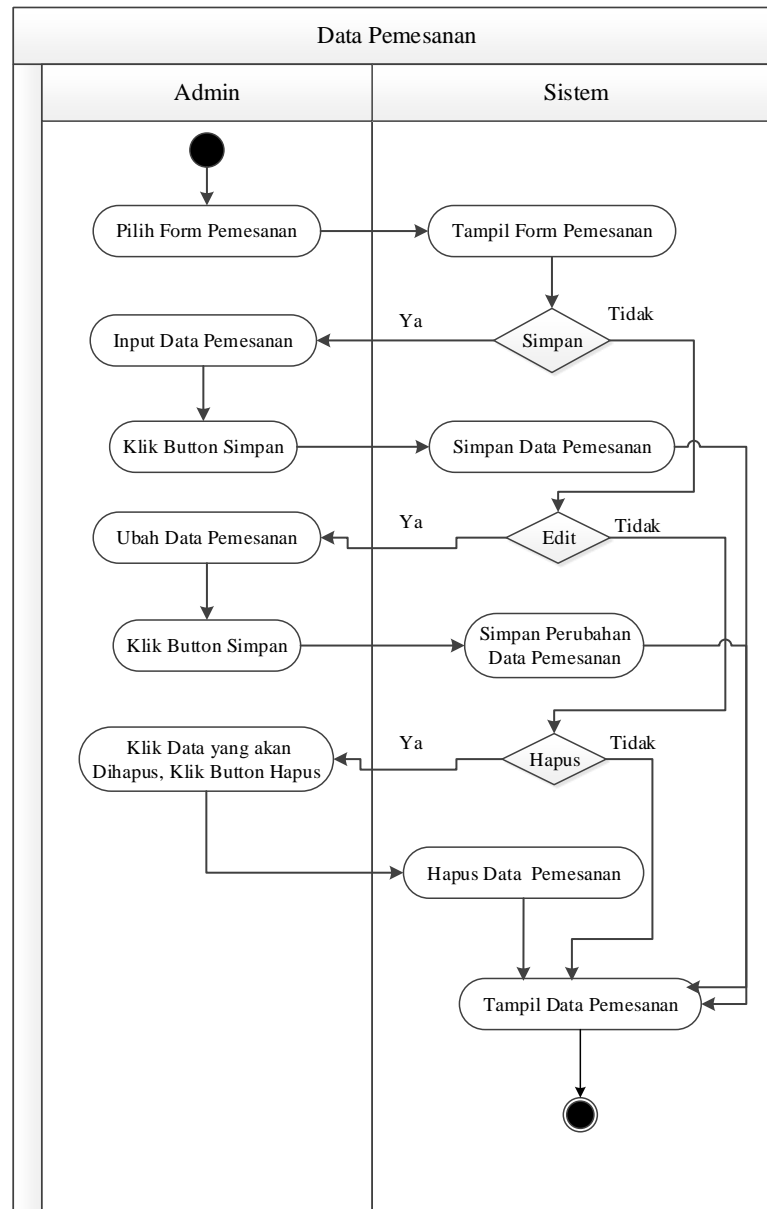 Data Pemesanan
Admin
Sistem
Pilih Form Pemesanan
Tampil Form Pemesanan
Ya
Tidak
Input Data Pemesanan
Simpan
Klik Button Simpan
Simpan Data Pemesanan
Ya
Tidak
Ubah Data Pemesanan
Edit
Klik Button Simpan
Simpan Perubahan
Data Pemesanan
Ya
Tidak
Klik Data yang akan
Dihapus, Klik Button Hapus
Hapus
Hapus Data Pemesanan
Tampil Data Pemesanan